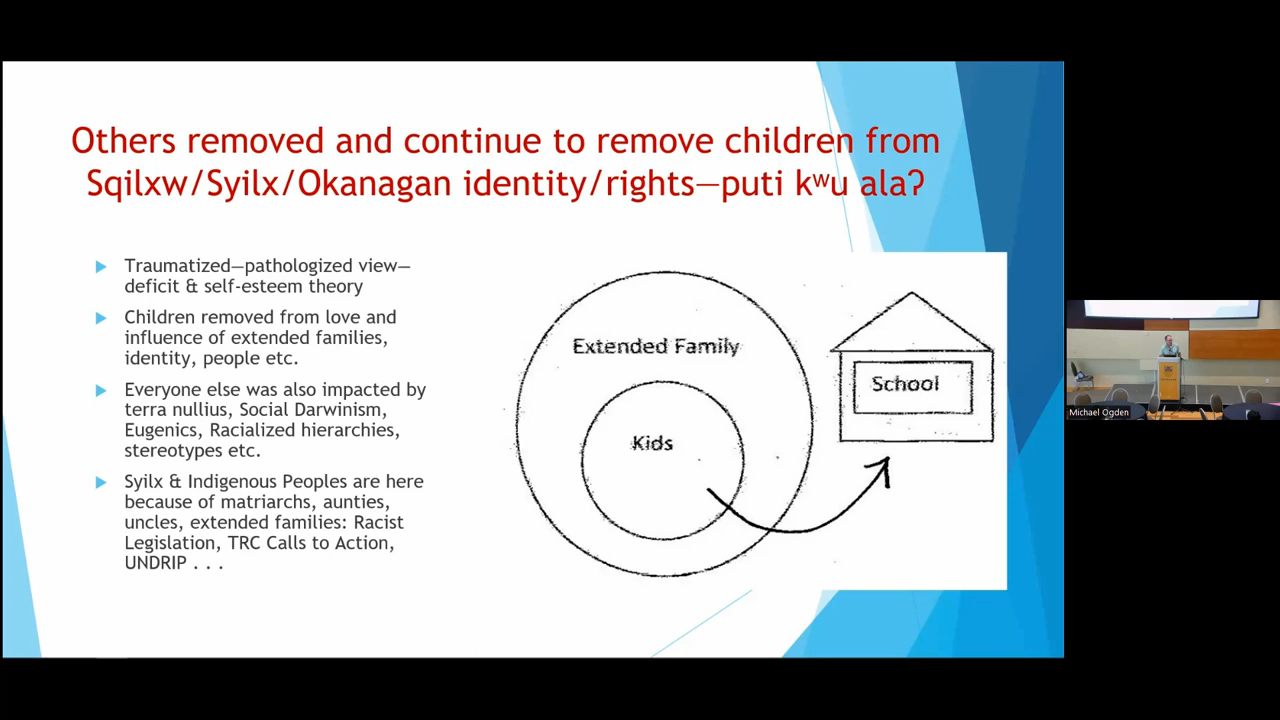 Others removed and continue to remove children from
Sqilxw/Syilx/Okanagan identity/rights—puti kʷu ala?
Traumatized—pathologized view—
deficit & self-esteem theory
Children removed from love and
influence of extended families,
identity, people etc.
Everyone else was also impacted by
terra nullius, Social Darwinism,
Eugenics, Racialized hierarchies,
stereotypes etc.
Syilx & Indigenous Peoples are here
because of matriarchs, aunties,
uncles, extended families: Racist
Legislation, TRC Calls to Action,
UNDRIP . . .
Extended Family
Kids
School
Michael Ogden